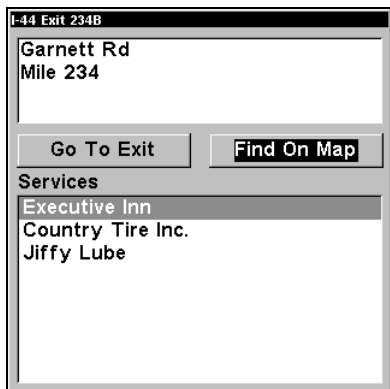 I-44 Exit 234B
Garnett Rd
Mile 234
Go To Exit
Find On Map
Services
Executive Inn
Country Tire Inc.
Jiffy Lube